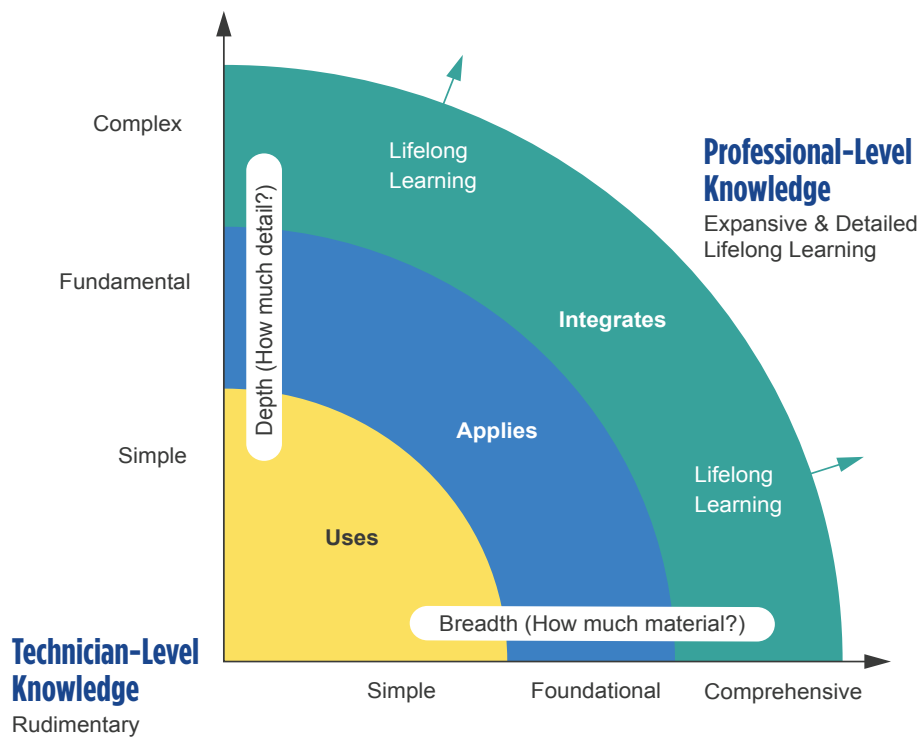 Complex
Lifelong
Learning
Professional-Level
Knowledge
Expansive & Detailed
Lifelong Learning
Depth (How much detail?)
Fundamental
Integrates
Applies
Simple
Lifelong
Learning
Uses
Breadth (How much material?)
Technician-Level
Knowledge
Rudimentary
Simple
Foundational
Comprehensive